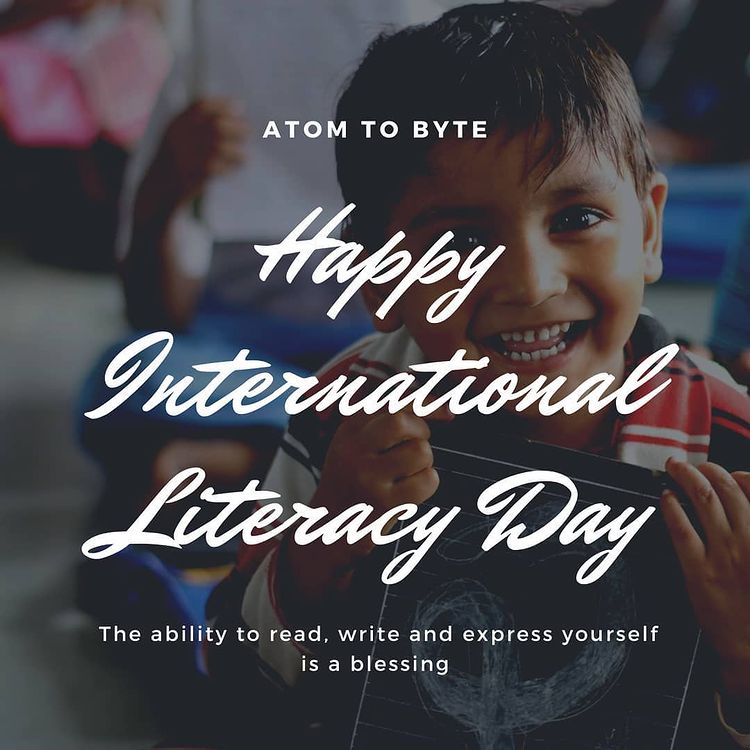 ATOM TO BYTE
Happy
International
Literacy Day
The ability to read, write and express yourself
is a blessing